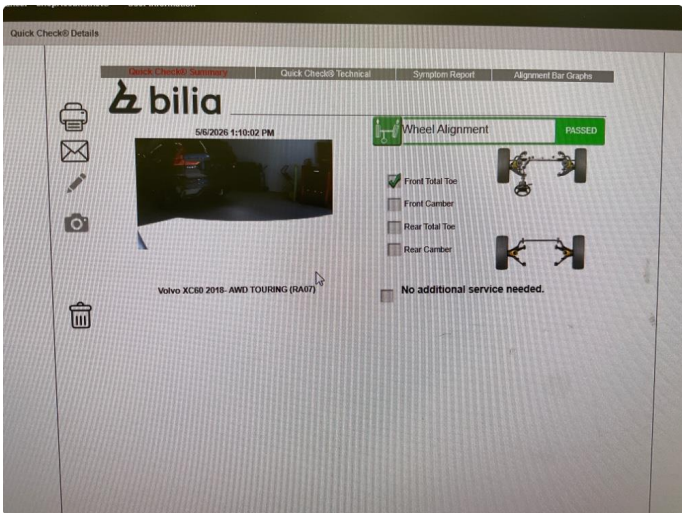 Quick Check® Details
Quick Check® Summary
Quick Check® Technical
Symptom Report
Alignment Bar Graphs
bilia
5/6/2026 1:10:02 PM
Wheel Alignment
PASSED
Front Total Toe
Front Camber
Rear Total Toe
Rear Camber
Volvo XC60 2018- AWD TOURING (RA07)
No additional service needed.